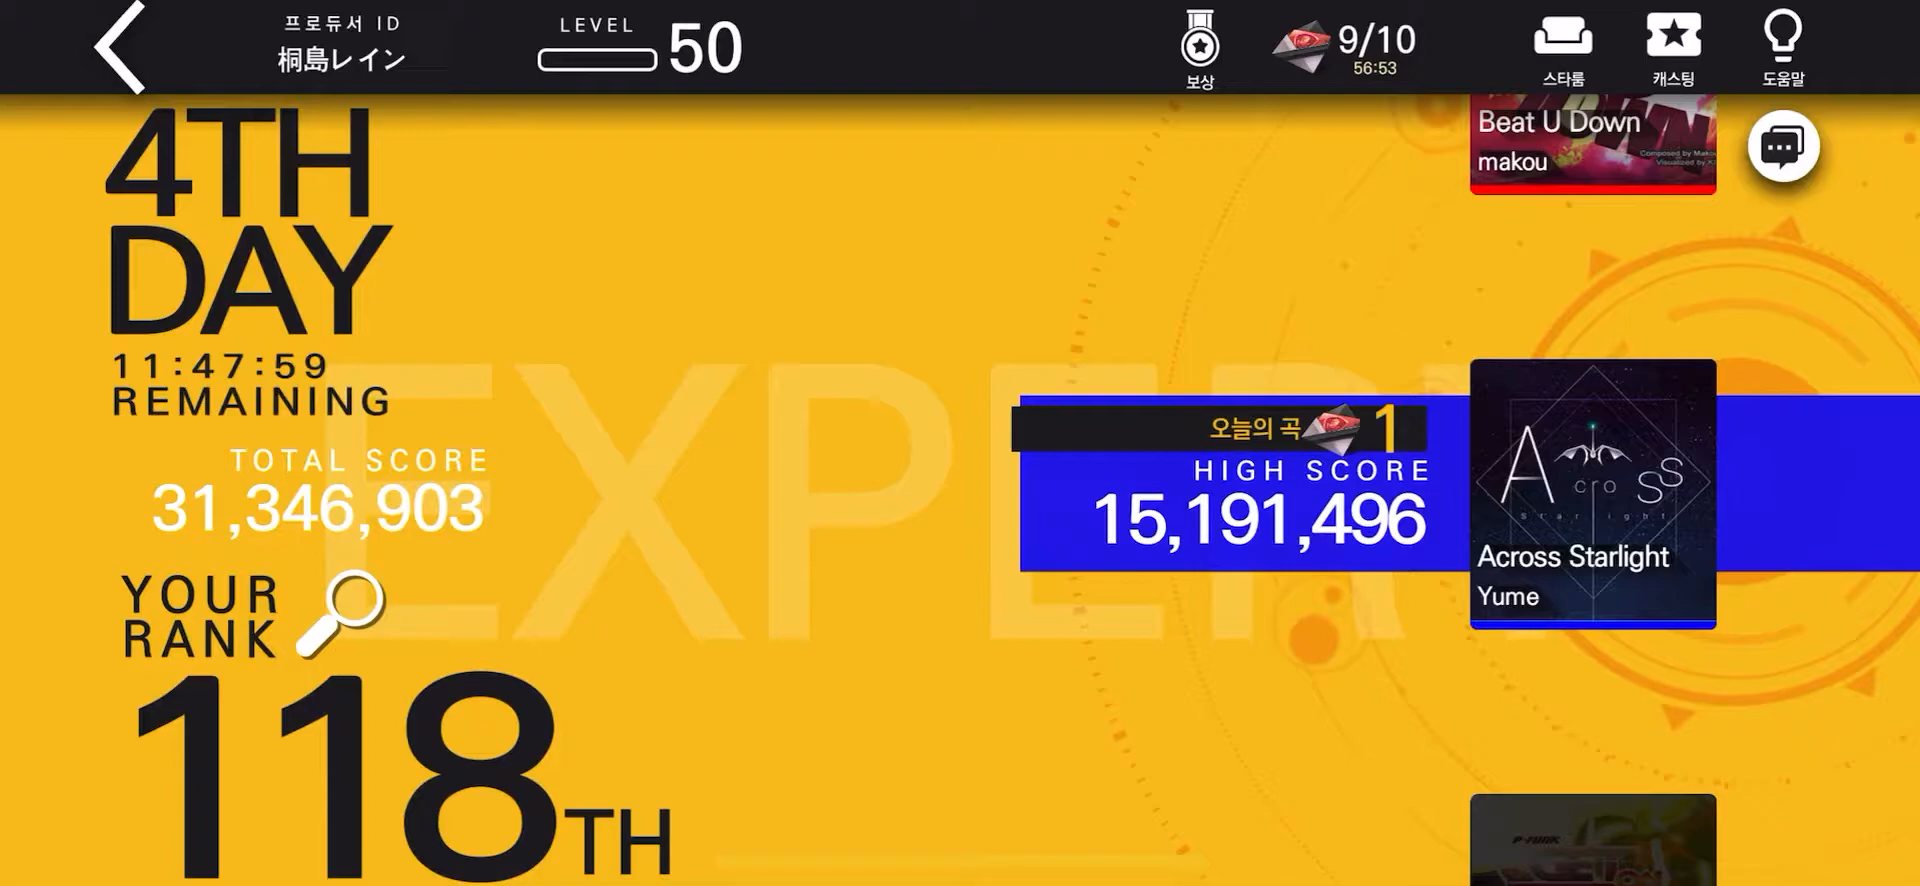 프로듀서 ID
桐島レイン
LEVEL
50
보상
9/10
56:53
스타룸
캐스팅
도움말
4TH
DAY
11:47:59
REMAINING
TOTAL SCORE
31,346,903
YOUR
RANK
118TH
EXPERT
Beat U Down
makou
오늘의 곡
1
HIGH SCORE
15,191,496
Across
Starlight
Across Starlight
Yume